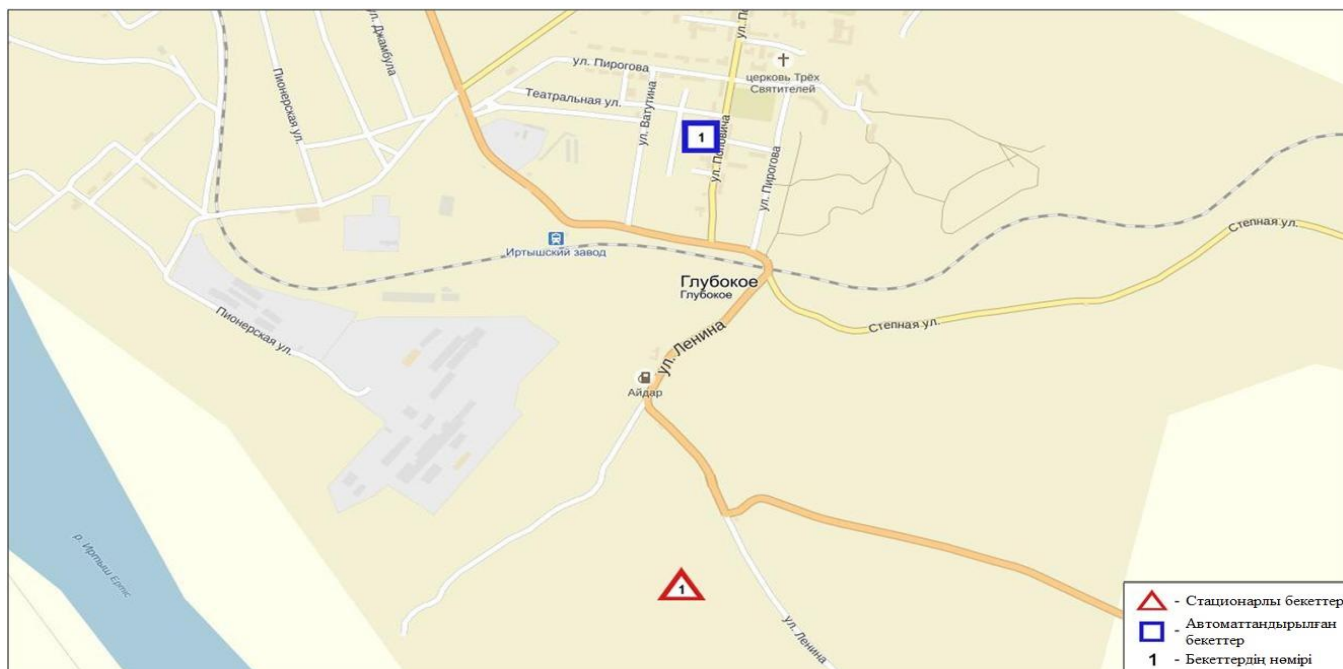 ул. Джамбула
Пионерская ул.
ул. По
ул. Пирогова
церковь Трёх
Святителей
Театральная ул.
ул. Ватутина
1
ул. Поповича
ул. Пирогова
Степная ул.
Иртышский завод
Глубокое
Глубокое
Степная ул.
Пионерская ул.
ул. Ленина
Айдар
р. Иртыш Ертіс
1
ул. Ленина
- Стационарлы бекеттер
- Автоматтандырылған
бекеттер
1 - Бекеттердің нөмірі